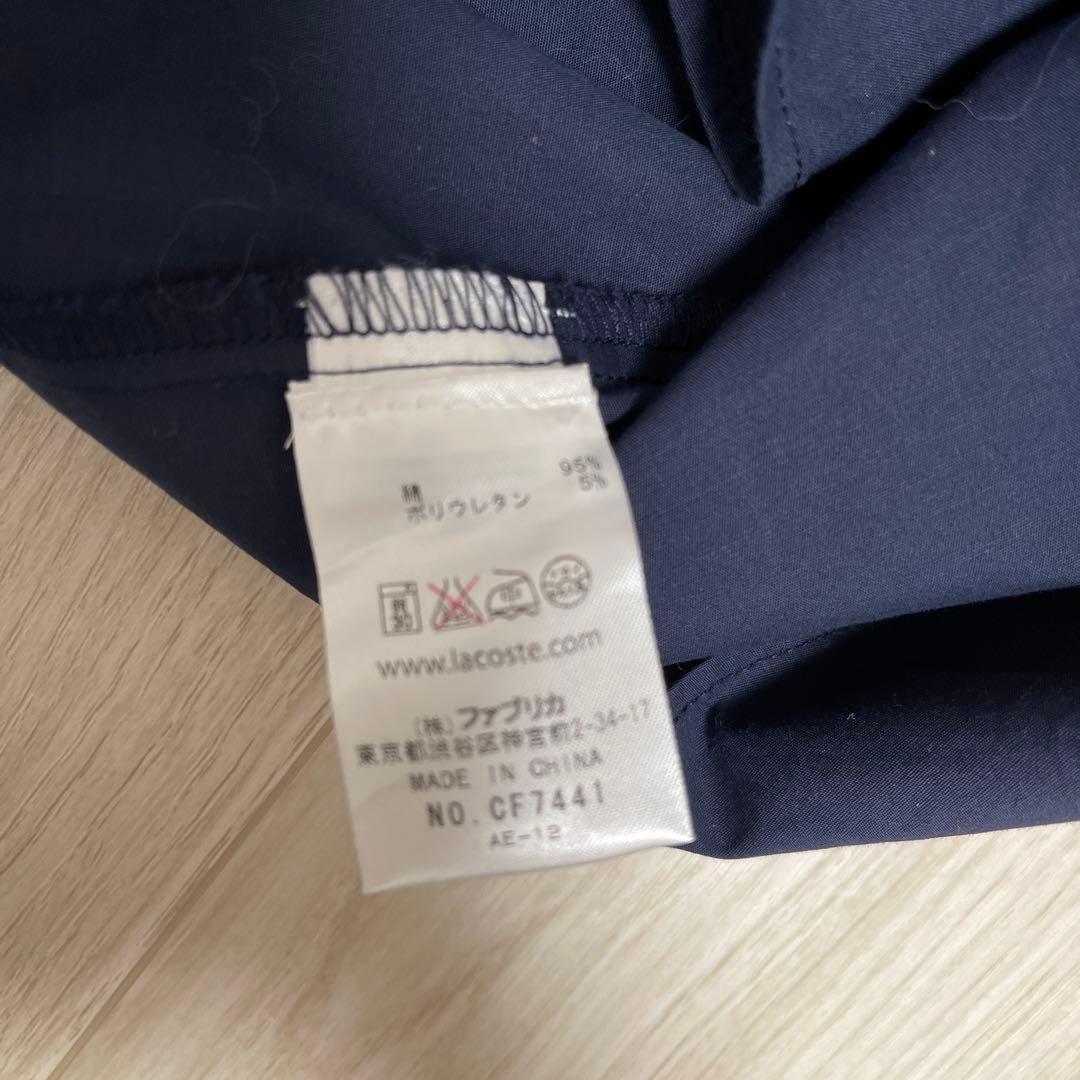 綿 95%
ポリウレタン 5%
30
www.lacoste.com
(株)ファブリカ
東京都渋谷区神宮前2-34-17
MADE IN CHINA
NO. CF7441
AE-12